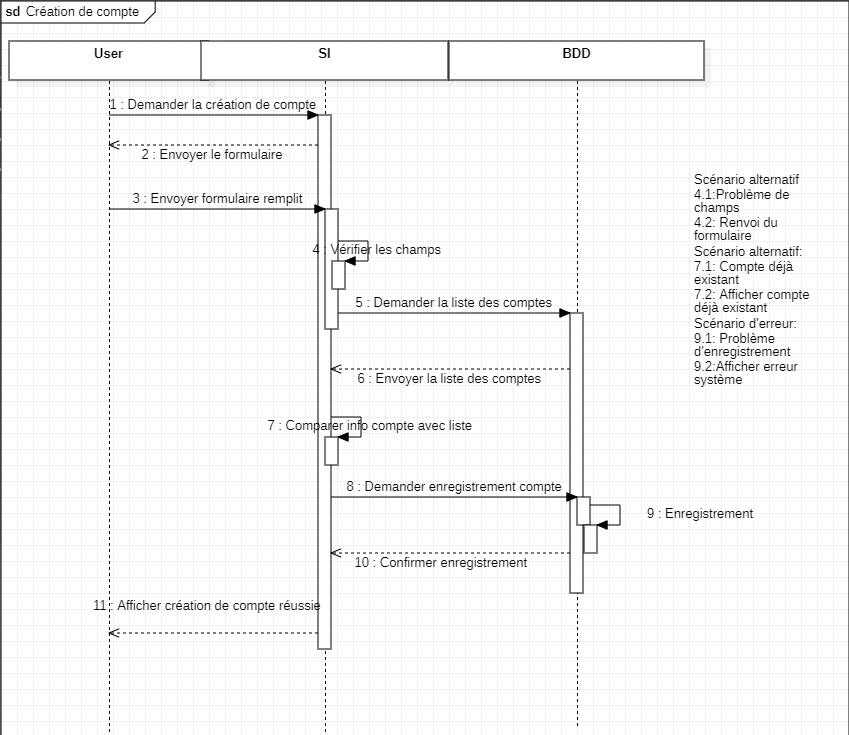 sd Création de compte
User
SI
BDD
1 : Demander la création de compte
2 : Envoyer le formulaire
3 : Envoyer formulaire remplit
4 : Vérifier les champs
5 : Demander la liste des comptes
6 : Envoyer la liste des comptes
7 : Comparer info compte avec liste
8 : Demander enregistrement compte
9 : Enregistrement
10 : Confirmer enregistrement
11 : Afficher création de compte réussie
Scénario alternatif
4.1:Problème de
champs
4.2: Renvoi du
formulaire
Scénario alternatif:
7.1: Compte déjà
existant
7.2: Afficher compte
déjà existant
Scénario d'erreur:
9.1: Problème
d'enregistrement
9.2:Afficher erreur
système